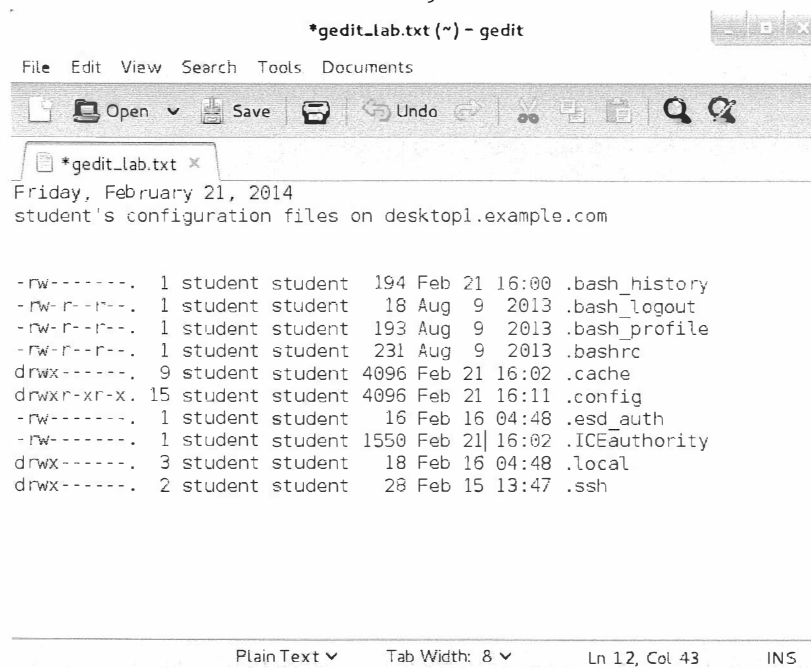 *gedit_lab.txt (~) - gedit
File Edit View Search Tools Documents
Open Save Undo
*gedit_lab.txt
Friday, February 21, 2014
student's configuration files on desktop1.example.com
-rw-------. 1 student student 194 Feb 21 16:00 .bash_history
-rw-r--r--. 1 student student 18 Aug 9 2013 .bash_logout
-rw-r--r--. 1 student student 193 Aug 9 2013 .bash_profile
-rw-r--r--. 1 student student 231 Aug 9 2013 .bashrc
drwx------. 9 student student 4096 Feb 21 16:02 .cache
drwxr-xr-x. 15 student student 4096 Feb 21 16:11 .config
-rw-------. 1 student student 16 Feb 16 04:48 .esd_auth
-rw-------. 1 student student 1550 Feb 21 16:02 .ICEauthority
drwx------. 3 student student 18 Feb 16 04:48 .local
drwx------. 2 student student 28 Feb 15 13:47 .ssh
Plain Text Tab Width: 8 Ln 12, Col 43 INS